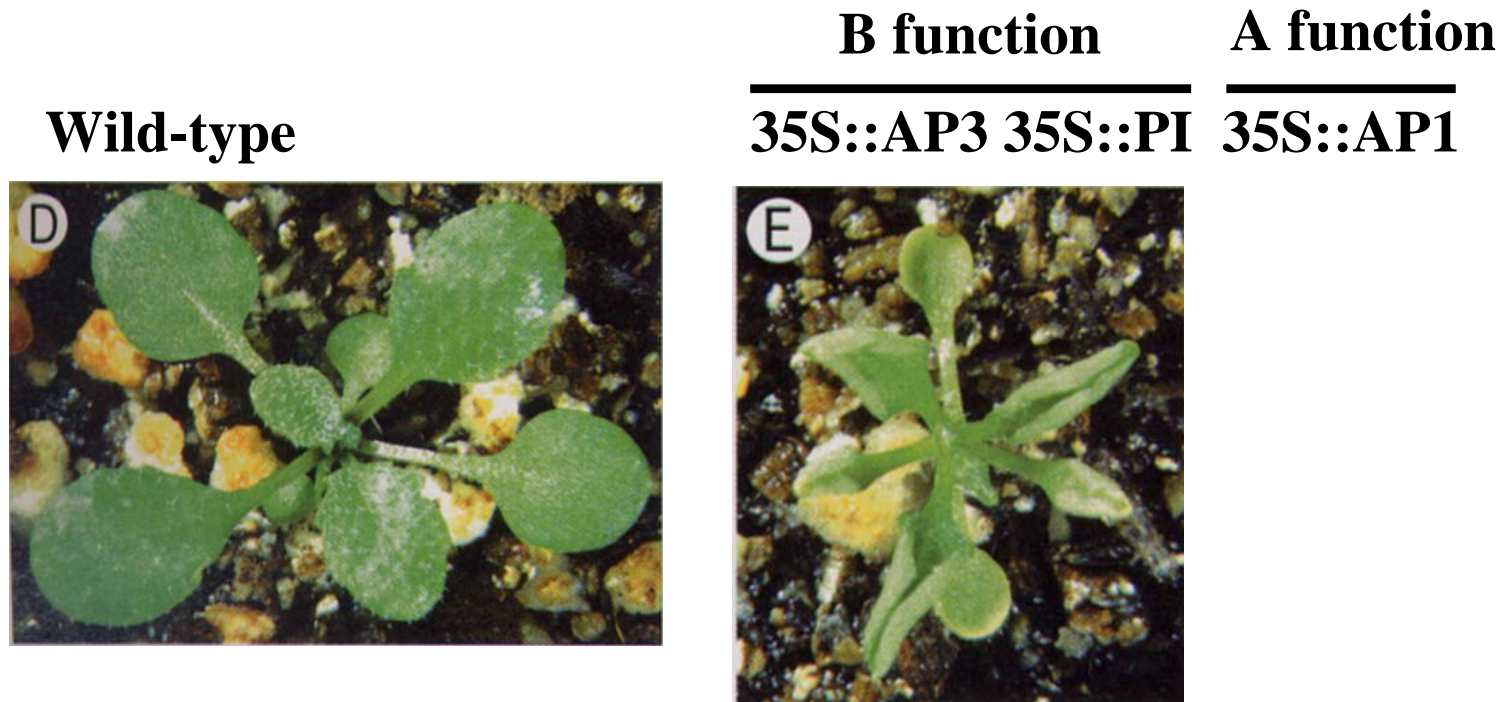 B function
A function
Wild-type
35S::AP3 35S::PI
35S::AP1
D
E